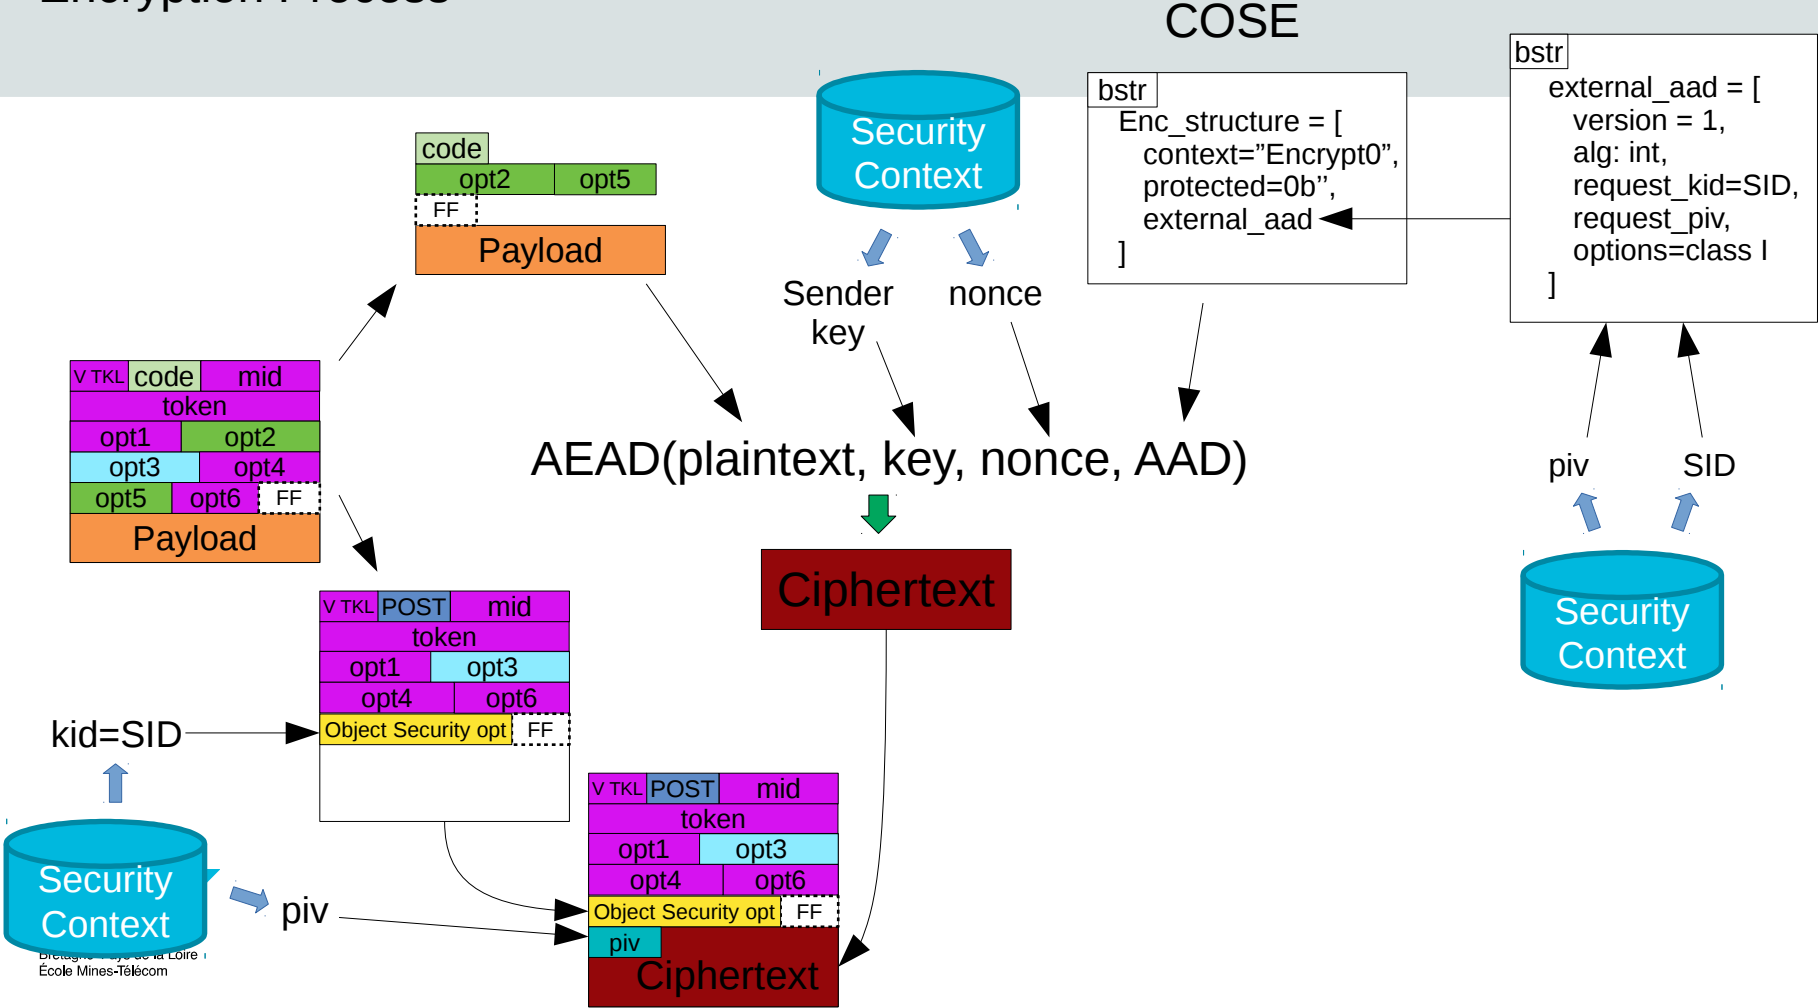 Encryption Process
COSE
bstr
external_aad = [
version = 1,
alg: int,
request_kid=SID,
request_piv,
options=class I
]
bstr
Enc_structure = [
context=”Encrypt0”,
protected=0b’’,
external_aad
]
Security
Context
Sender
key
nonce
code
opt2 opt5
FF
Payload
V TKL code mid
token
opt1 opt2
opt3 opt4
opt5 opt6 FF
Payload
AEAD(plaintext, key, nonce, AAD)
piv SID
Security
Context
Ciphertext
V TKL POST mid
token
opt1 opt3
opt4 opt6
Object Security opt FF
kid=SID
Security
Context
piv
V TKL POST mid
token
opt1 opt3
opt4 opt6
Object Security opt FF
piv
Ciphertext
la Loire
École Mines-Télécom